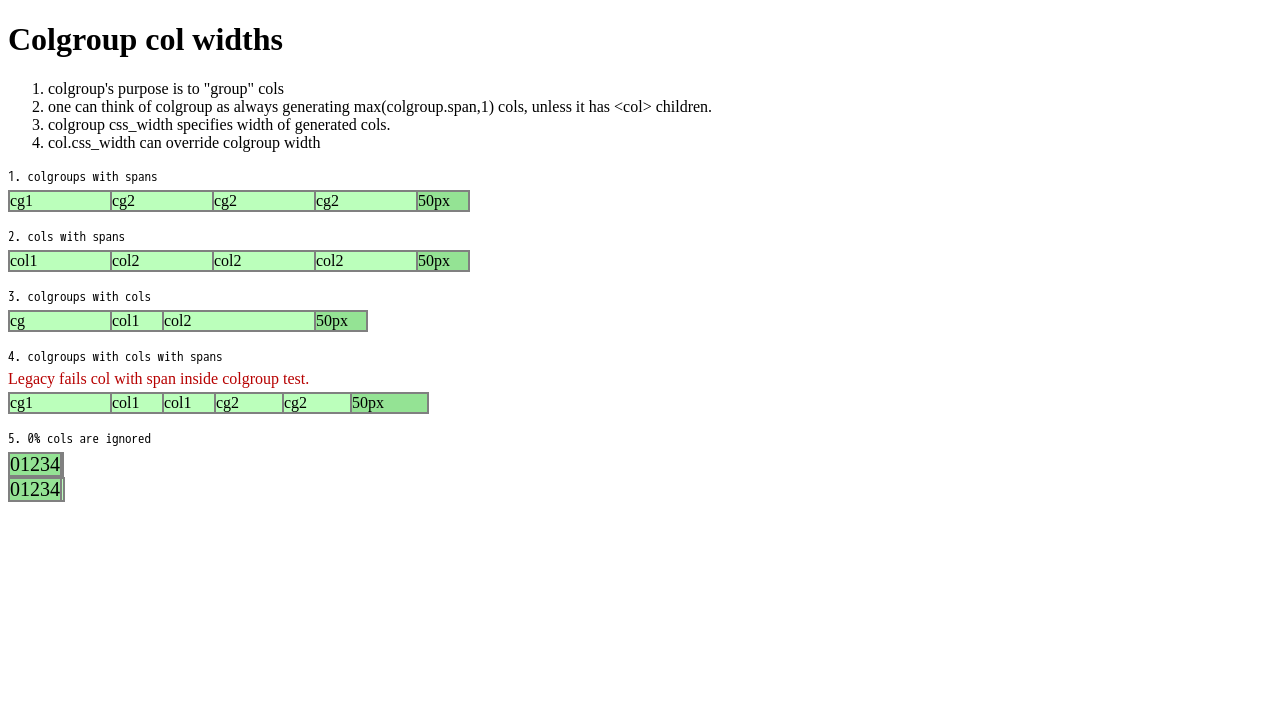 Colgroup col widths
1. colgroup's purpose is to "group" cols
2. one can think of colgroup as always generating max(colgroup.span,1) cols, unless it has <col> children.
3. colgroup css_width specifies width of generated cols.
4. col.css_width can override colgroup width
1. colgroups with spans
cg1 cg2 cg2 cg2 50px
2. cols with spans
col1 col2 col2 col2 50px
3. colgroups with cols
cg col1 col2 50px
4. colgroups with cols with spans
Legacy fails col with span inside colgroup test.
cg1 col1 col1 cg2 cg2 50px
5. 0% cols are ignored
01234
01234